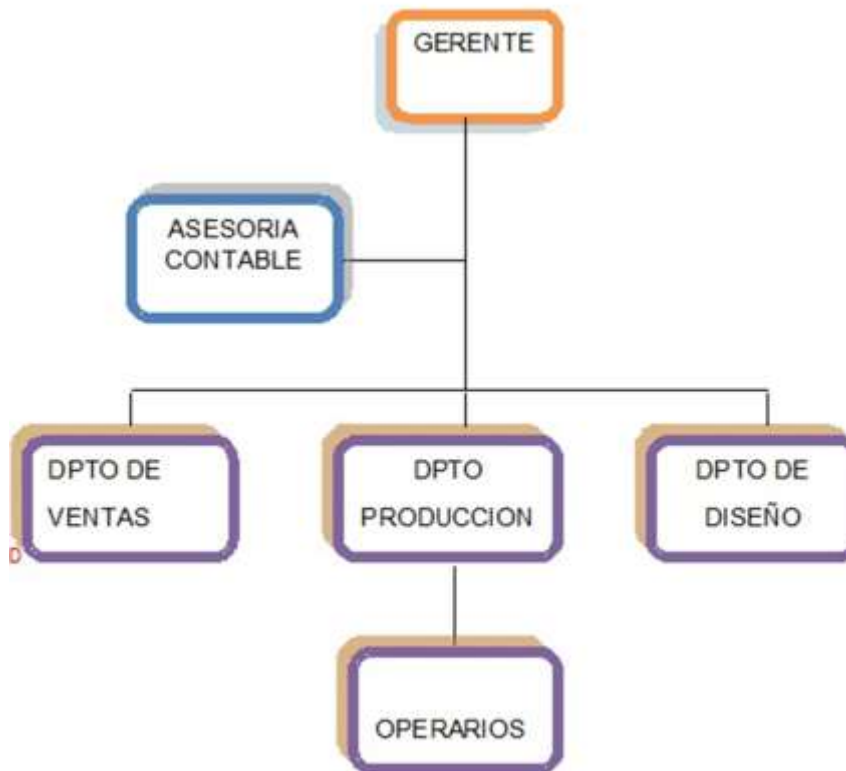 GERENTE
ASESORIA
CONTABLE
DPTO DE
VENTAS
DPTO
PRODUCCION
DPTO DE
DISEÑO
D
OPERARIOS